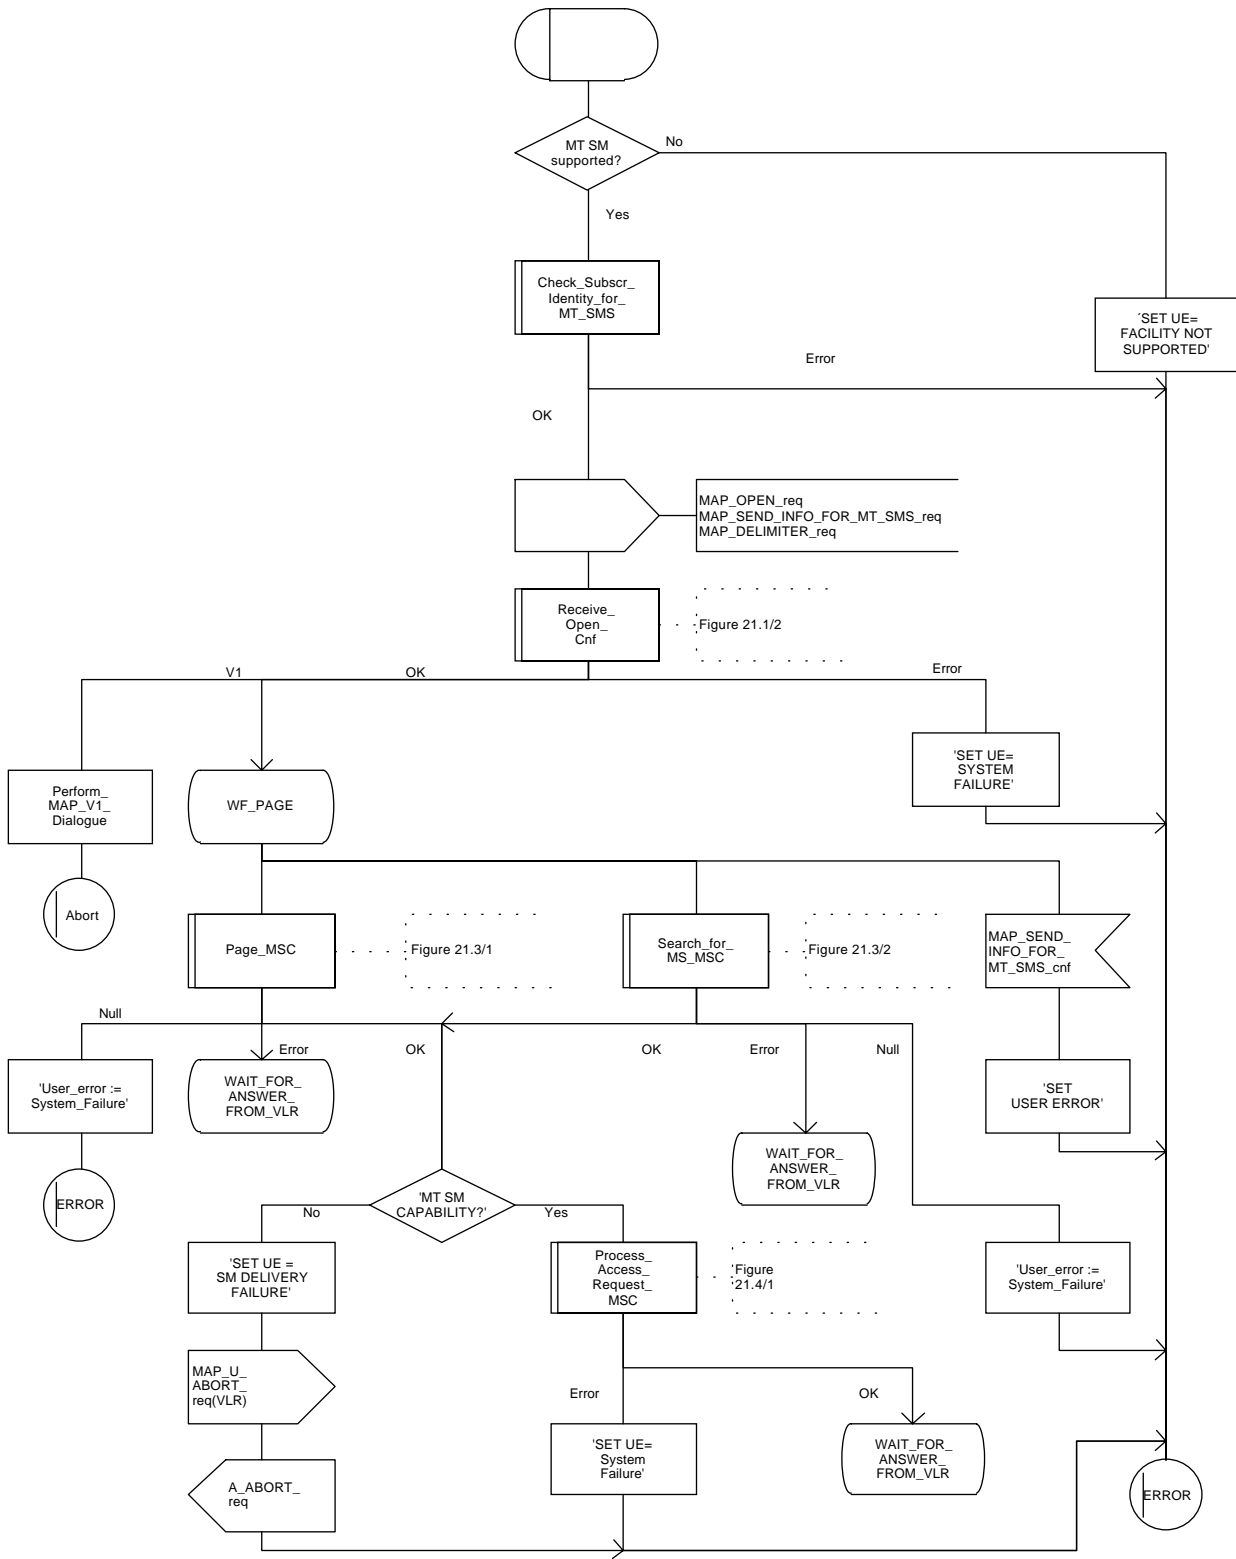 MT SM
supported?
No
Yes
Check_Subscr_
Identity_for_
MT_SMS
´SET UE=
FACILITY NOT
SUPPORTED'
Error
OK
MAP_OPEN_req
MAP_SEND_INFO_FOR_MT_SMS_req
MAP_DELIMITER_req
Receive_
Open_
Cnf
Figure 21.1/2
V1
OK
Error
'SET UE=
SYSTEM
FAILURE'
Perform_
MAP_V1_
Dialogue
WF_PAGE
Abort
Page_MSC
Figure 21.3/1
Search_for_
MS_MSC
Figure 21.3/2
MAP_SEND_
INFO_FOR_
MT_SMS_cnf
Null
Error
OK
OK
Error
Null
'User_error :=
System_Failure'
WAIT_FOR_
ANSWER_
FROM_VLR
'SET
USER ERROR'
WAIT_FOR_
ANSWER_
FROM_VLR
ERROR
'MT SM
CAPABILITY?'
No
Yes
'SET UE =
SM DELIVERY
FAILURE'
Process_
Access_
Request_
MSC
Figure
21.4/1
'User_error :=
System_Failure'
MAP_U_
ABORT_
req(VLR)
Error
OK
'SET UE=
System
Failure'
WAIT_FOR_
ANSWER_
FROM_VLR
A_ABORT_
req
ERROR